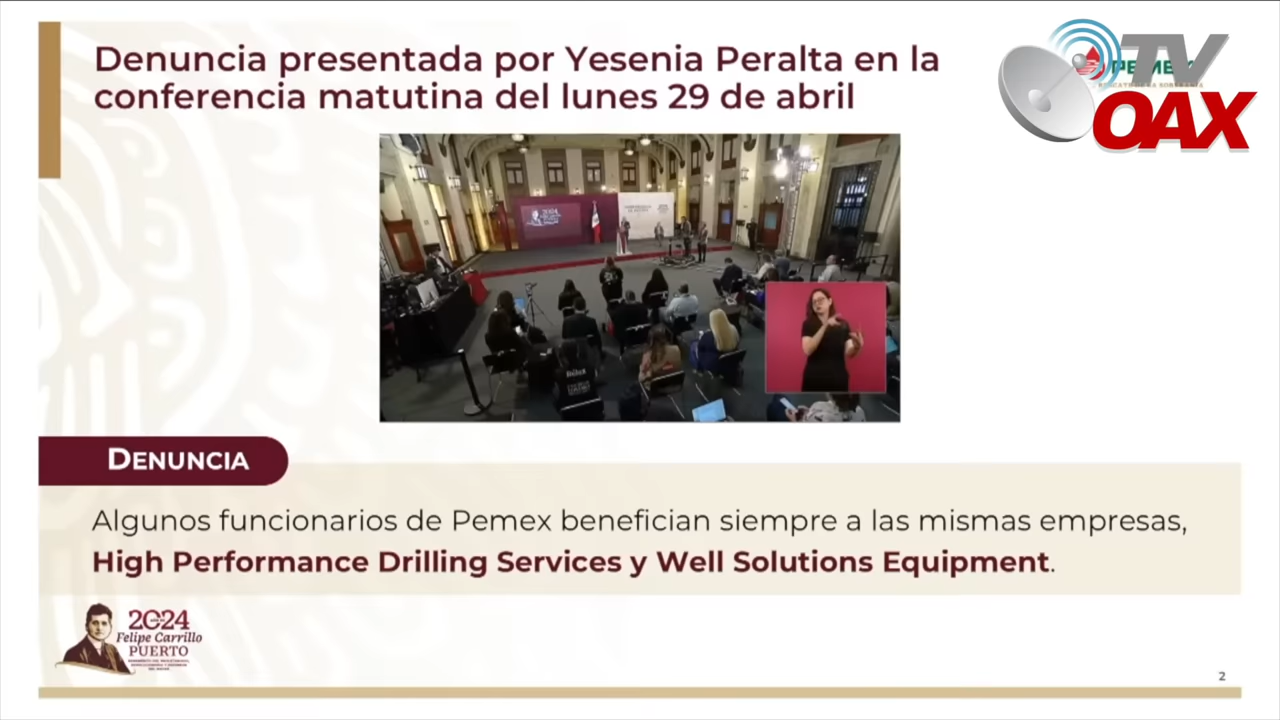 Denuncia presentada por Yesenia Peralta en la
conferencia matutina del lunes 29 de abril
TV
OAX
DENUNCIA
Algunos funcionarios de Pemex benefician siempre a las mismas empresas,
High Performance Drilling Services y Well Solutions Equipment.
2024
Felipe Carrillo
PUERTO
2